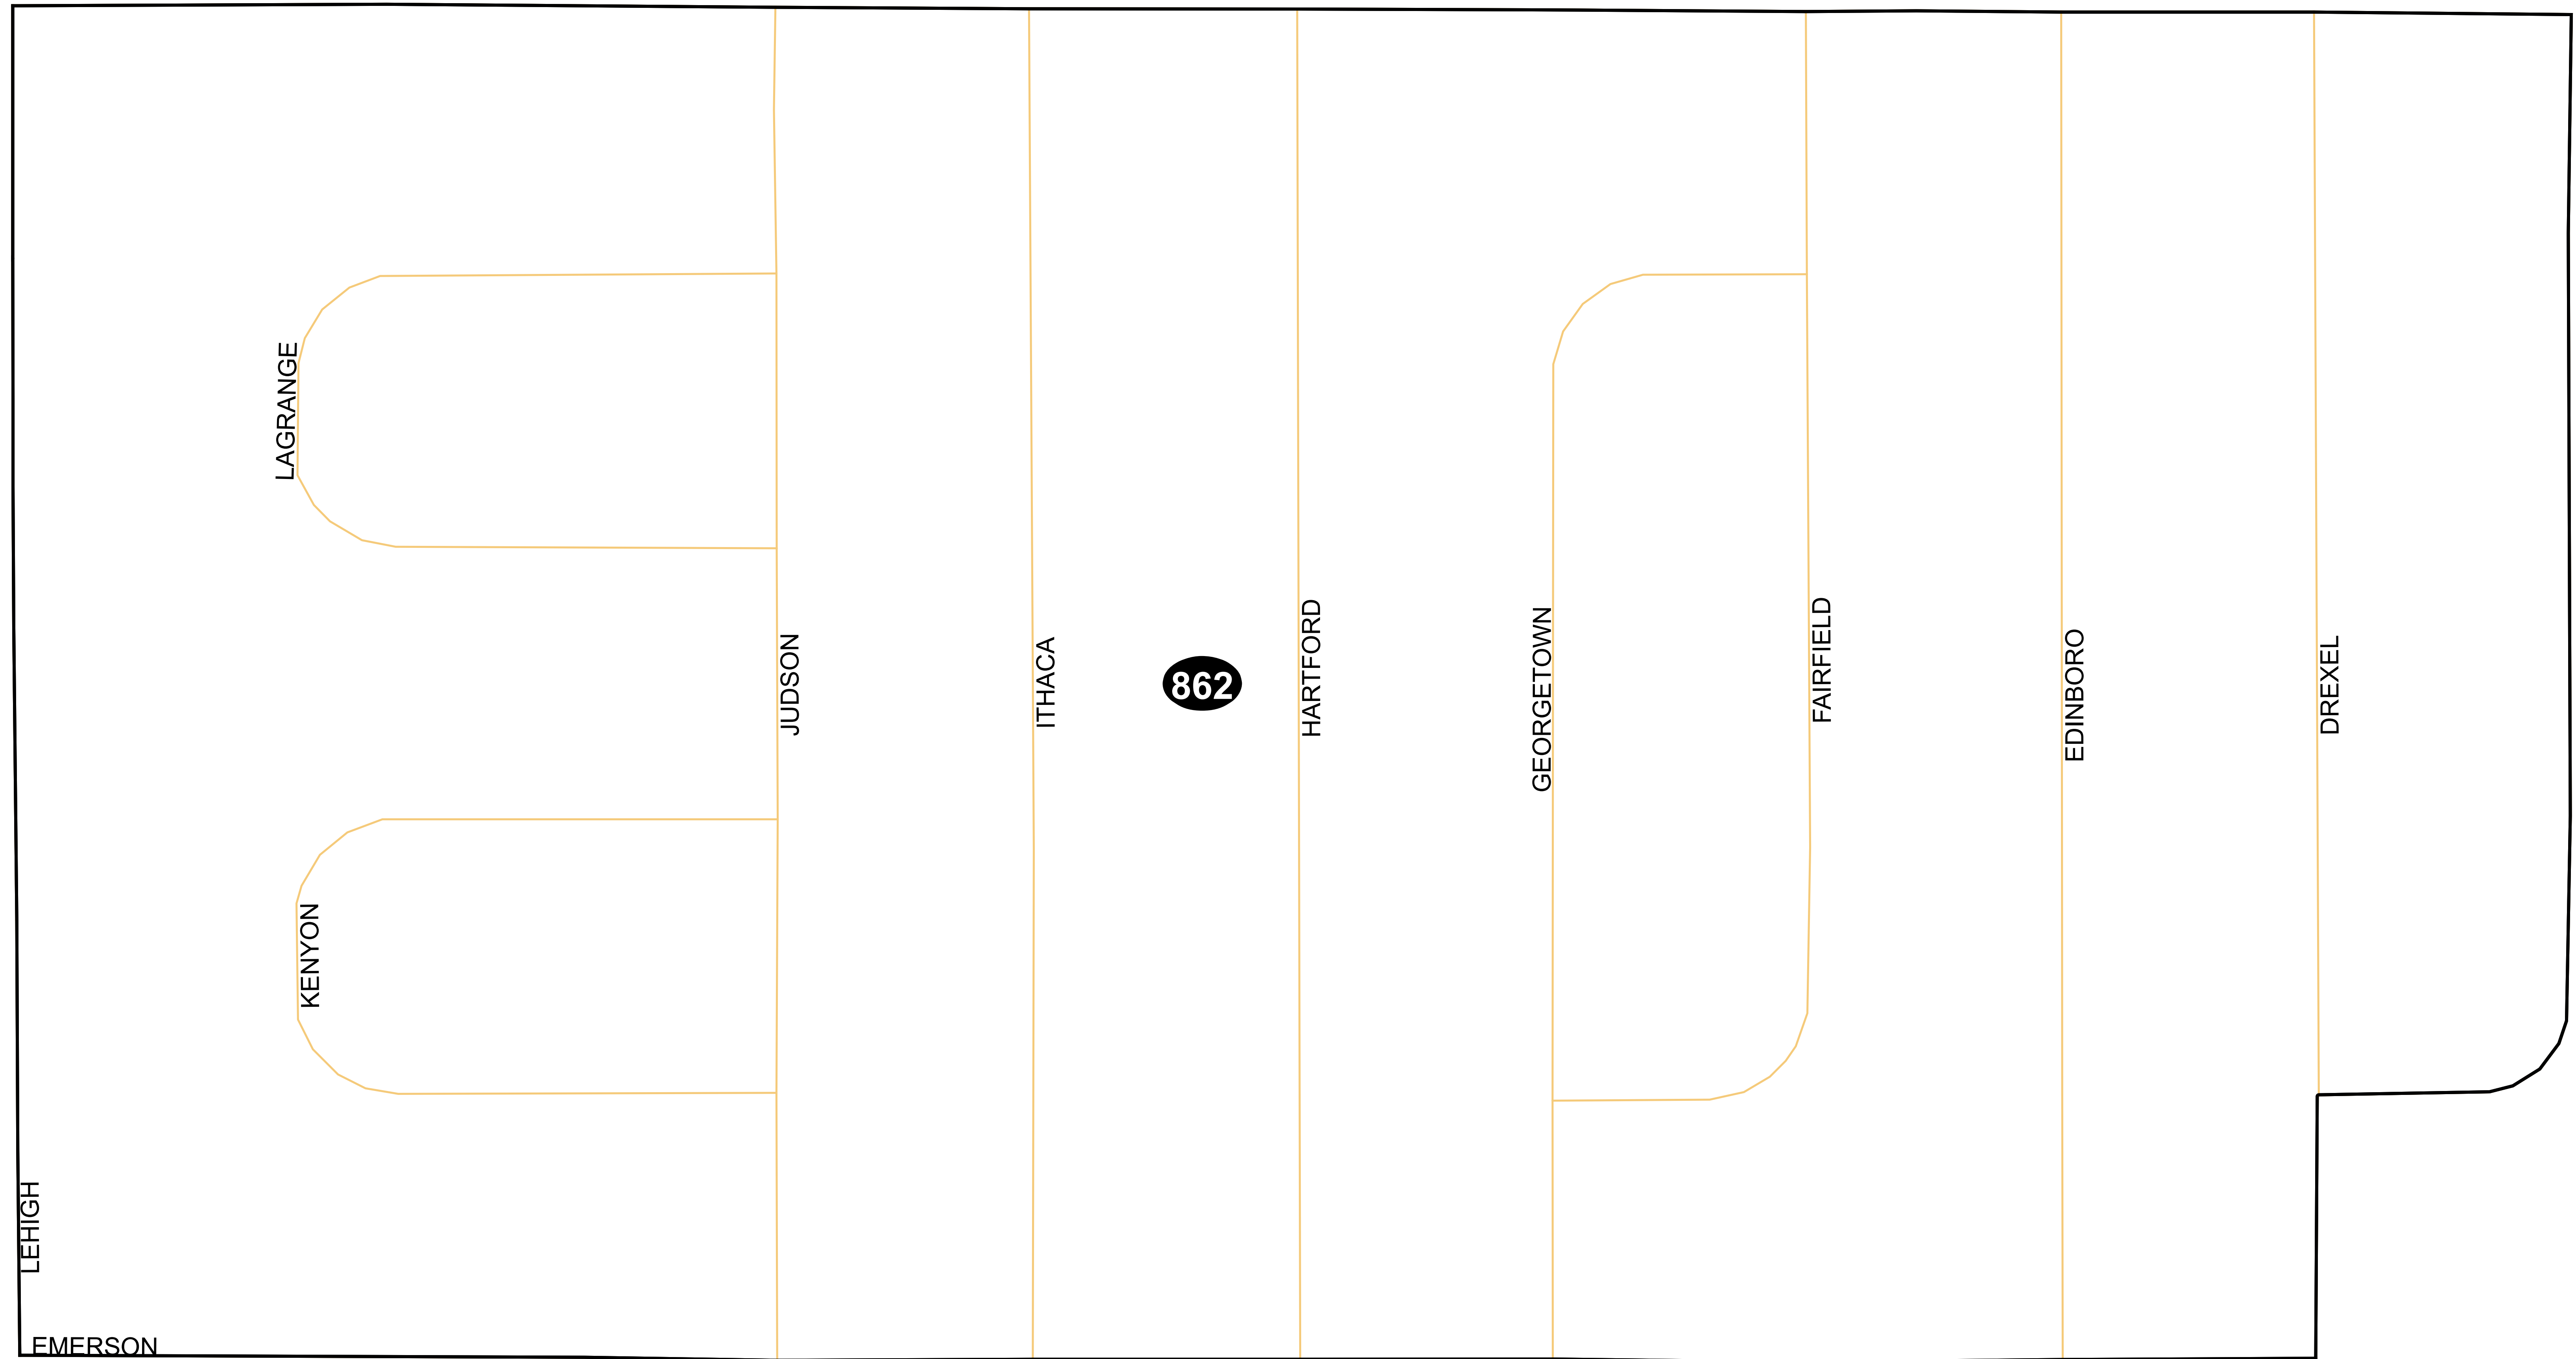 LAGRANGE
JUDSON
ITHACA
862
HARTFORD
GEORGETOWN
FAIRFIELD
EDINBORO
DREXEL
KENYON
LEHIGH
EMERSON